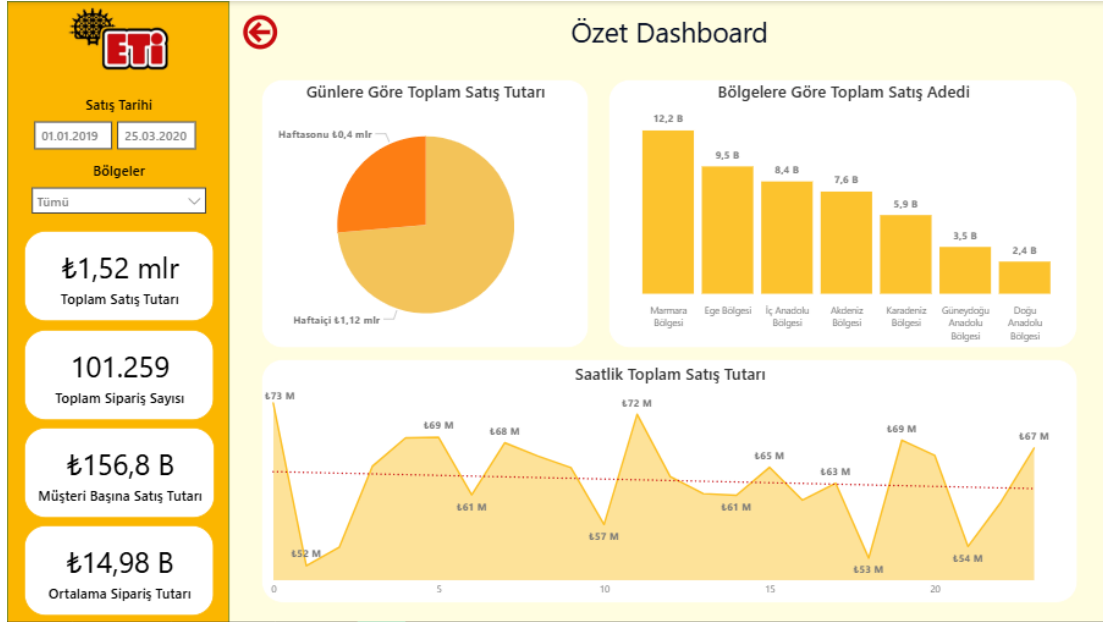 ETİ
Satış Tarihi
01.01.2019 25.03.2020
Bölgeler
Tümü
₺1,52 mlr
Toplam Satış Tutarı
101.259
Toplam Sipariş Sayısı
₺156,8 B
Müşteri Başına Satış Tutarı
₺14,98 B
Ortalama Sipariş Tutarı
Özet Dashboard
Günlere Göre Toplam Satış Tutarı
Haftasonu ₺0,4 mlr
Haftaiçi ₺1,12 mlr
Bölgelere Göre Toplam Satış Adedi
12,2 B
9,5 B
8,4 B
7,6 B
5,9 B
3,5 B
2,4 B
Marmara
Bölgesi
Ege Bölgesi
İç Anadolu
Bölgesi
Akdeniz
Bölgesi
Karadeniz
Bölgesi
Güneydoğu
Anadolu
Bölgesi
Doğu
Anadolu
Bölgesi
Saatlik Toplam Satış Tutarı
₺73 M
₺52 M
₺69 M
₺61 M
₺68 M
₺57 M
₺72 M
₺61 M
₺65 M
₺63 M
₺53 M
₺69 M
₺54 M
₺67 M
0 5 10 15 20